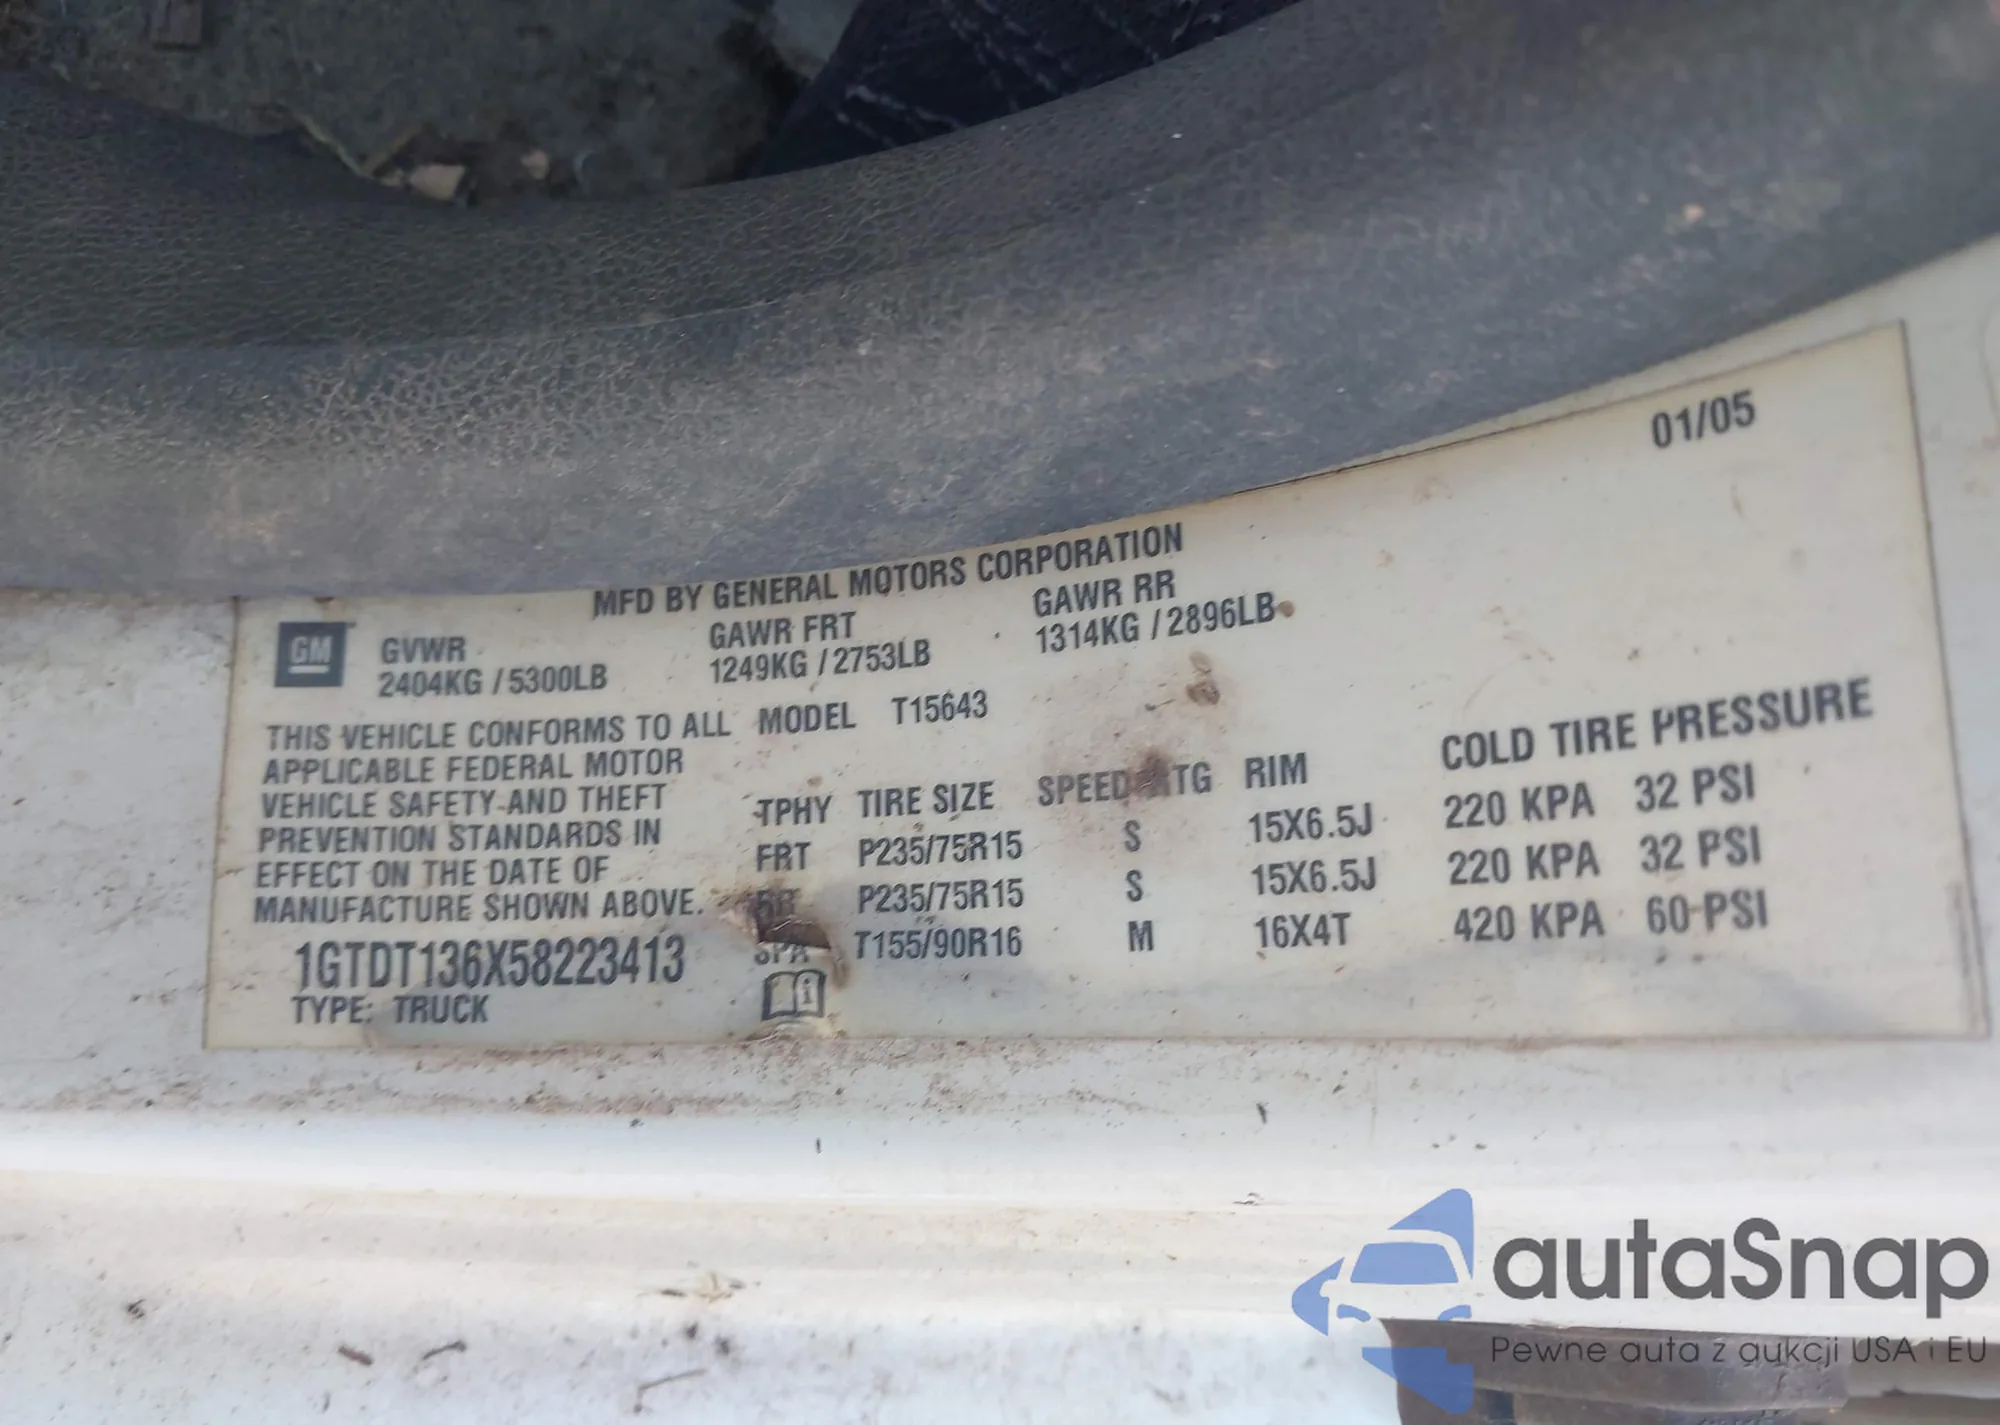 01/05
MFD BY GENERAL MOTORS CORPORATION
GM
GVWR GAWR FRT GAWR RR
2404KG / 5300LB 1249KG / 2753LB 1314KG / 2896LB
THIS VEHICLE CONFORMS TO ALL MODEL T15643
APPLICABLE FEDERAL MOTOR
VEHICLE SAFETY AND THEFT
PREVENTION STANDARDS IN
EFFECT ON THE DATE OF
MANUFACTURE SHOWN ABOVE.
TPHY TIRE SIZE SPEED RTG RIM COLD TIRE PRESSURE
FRT P235/75R15 S 15X6.5J 220 KPA 32 PSI
RR P235/75R15 S 15X6.5J 220 KPA 32 PSI
SPA T155/90R16 M 16X4T 420 KPA 60 PSI
1GTDT136X58223413
TYPE: TRUCK
i
autaSnap
Pewne auta z aukcji USA i EU